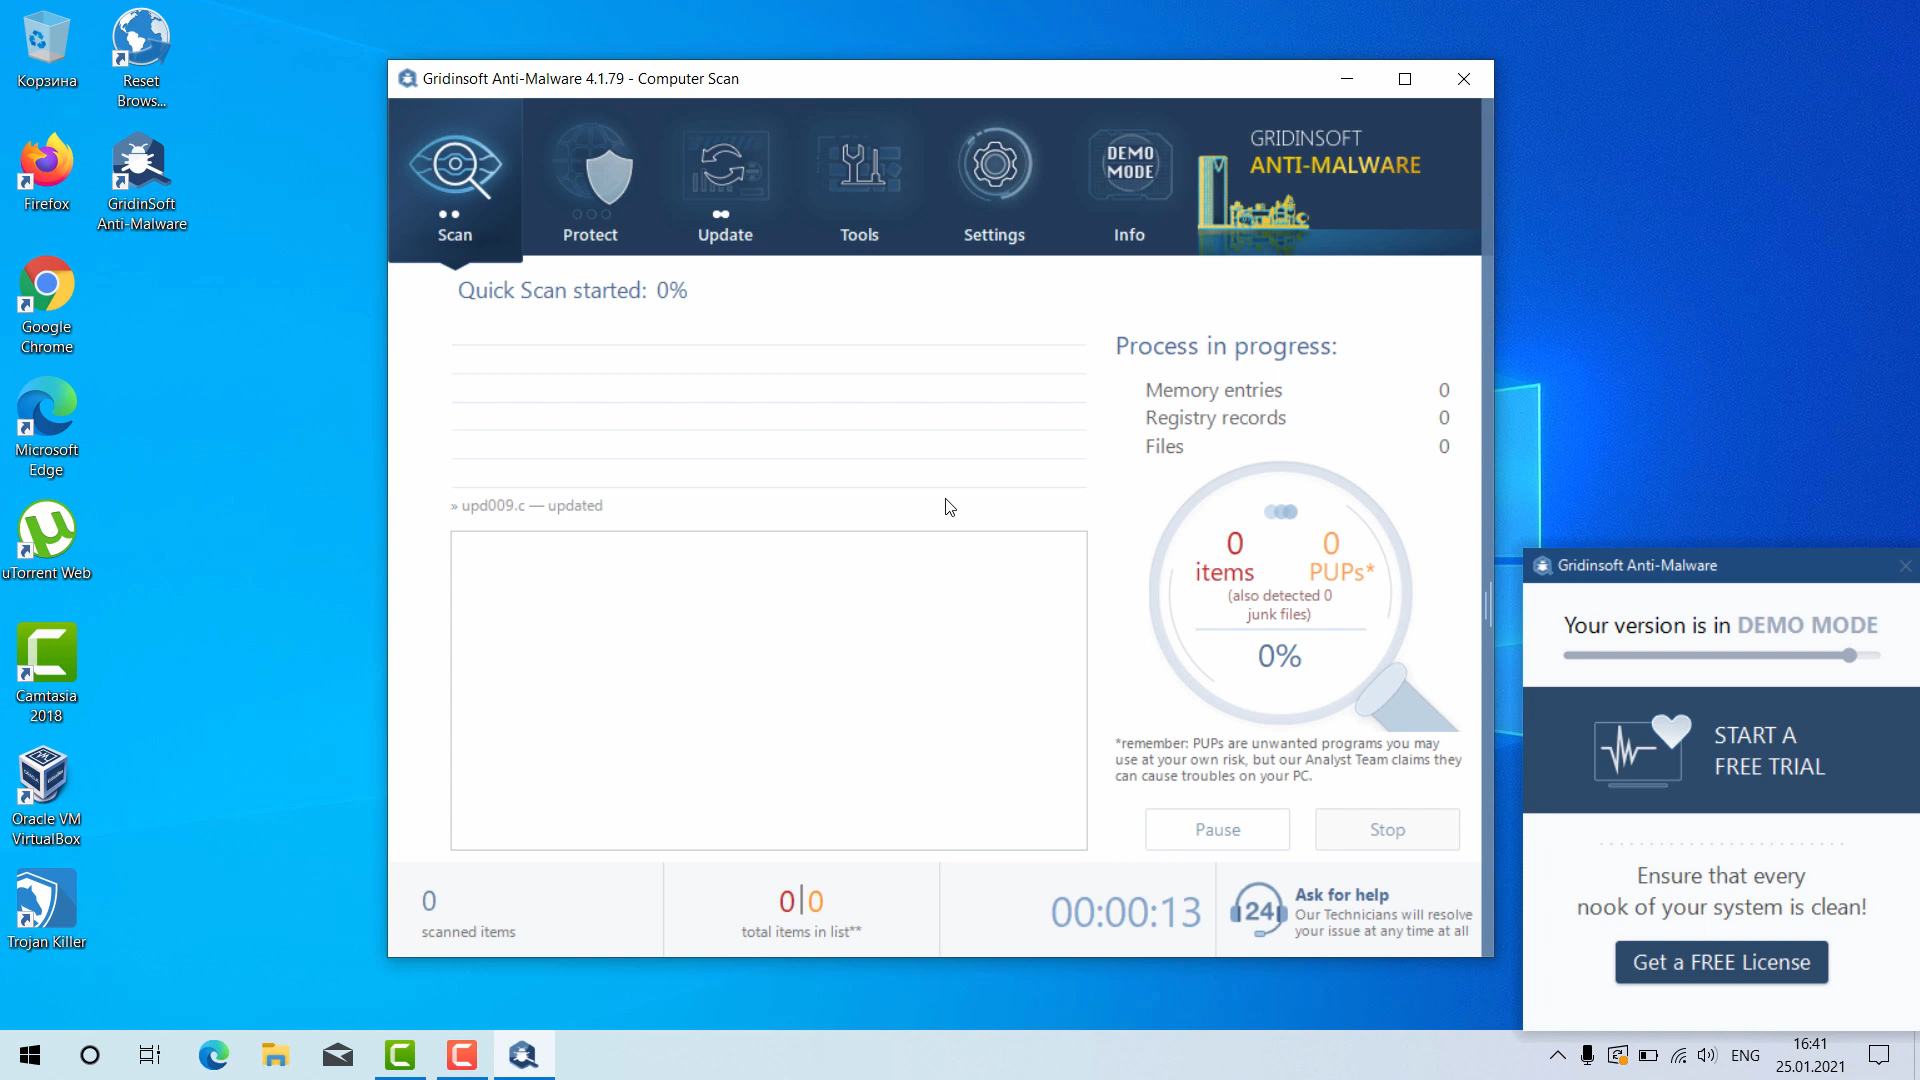 Корзина
Reset
Brows...
Firefox
GridinSoft
Anti-Malware
Google
Chrome
Microsoft
Edge
uTorrent Web
Camtasia
2018
Oracle VM
VirtualBox
Trojan Killer
Gridinsoft Anti-Malware 4.1.79 - Computer Scan
Scan
Protect
Update
Tools
Settings
DEMO
MODE
Info
GRIDINSOFT
ANTI-MALWARE
Quick Scan started: 0%
» upd009.c — updated
Process in progress:
Memory entries 0
Registry records 0
Files 0
0 0
items PUPs*
(also detected 0
junk files)
0%
*remember: PUPs are unwanted programs you may
use at your own risk, but our Analyst Team claims they
can cause troubles on your PC.
Pause
Stop
0
scanned items
0|0
total items in list**
00:00:13
24
Ask for help
Our Technicians will resolve
your issue at any time at all
Gridinsoft Anti-Malware
Your version is in DEMO MODE
START A
FREE TRIAL
Ensure that every
nook of your system is clean!
Get a FREE License
ENG
16:41
25.01.2021